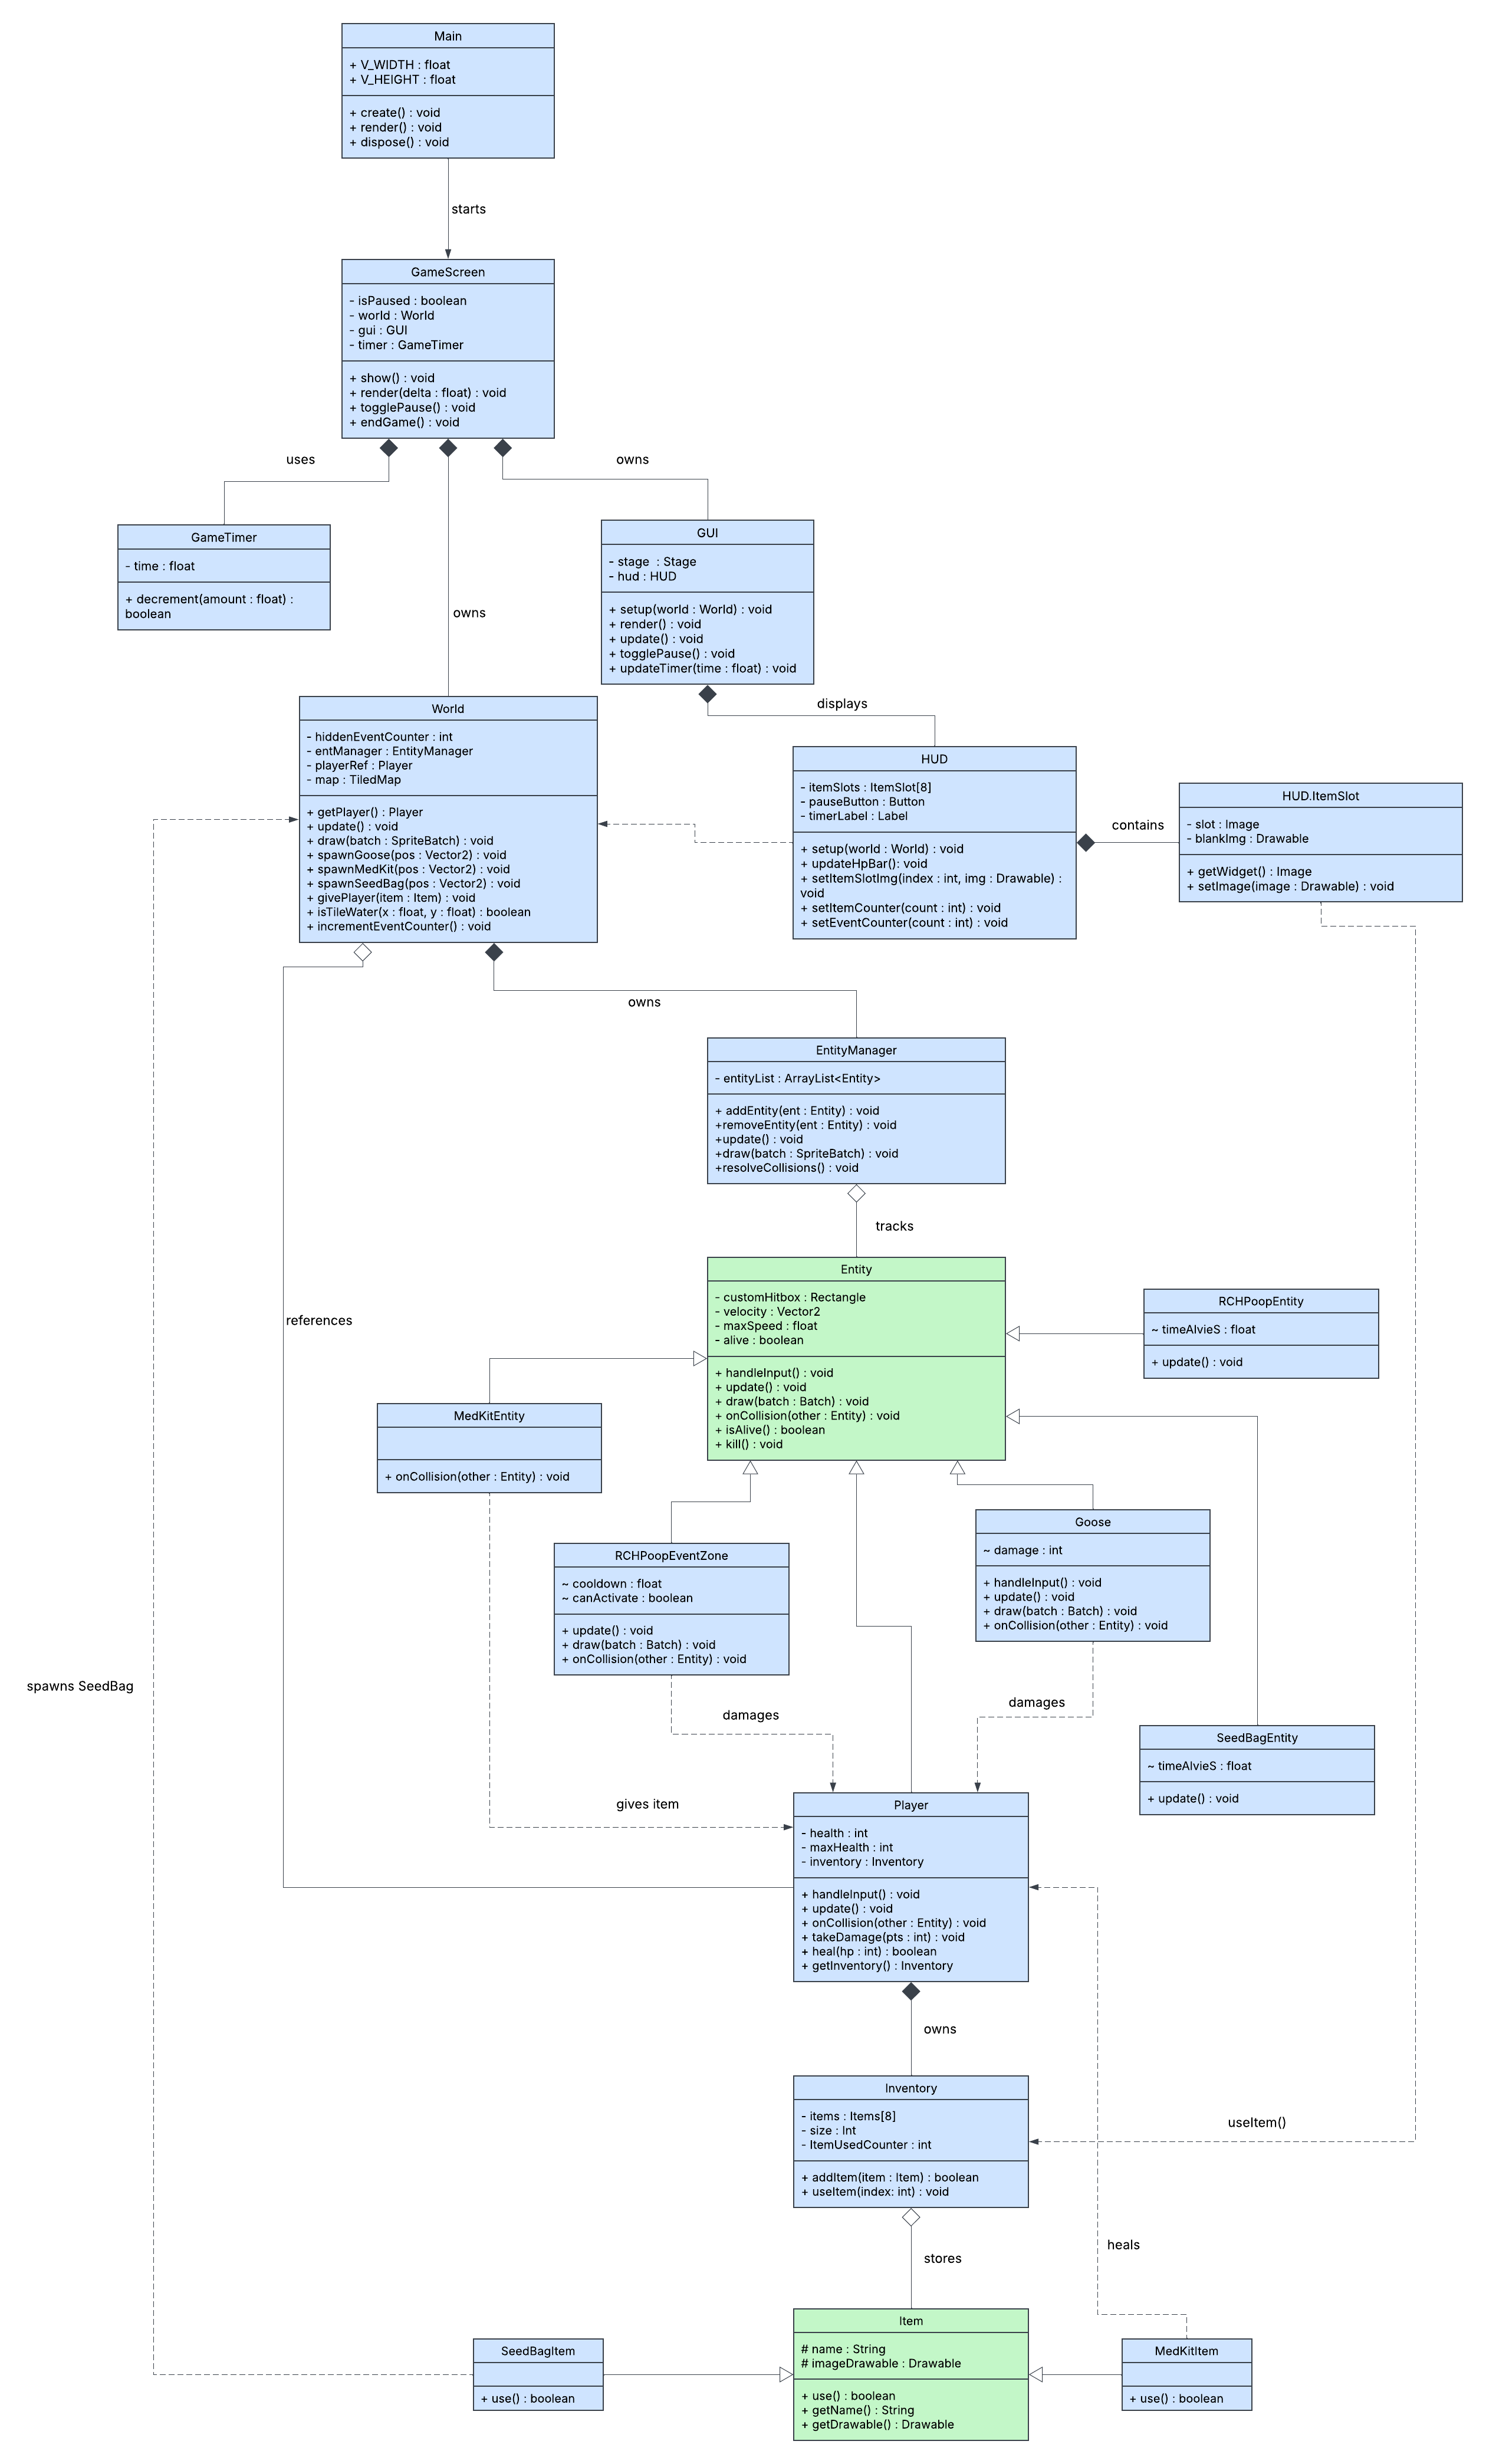 Main
+ V_WIDTH : float
+ V_HEIGHT : float
+ create() : void
+ render() : void
+ dispose() : void
starts
GameScreen
- isPaused : boolean
- world : World
- gui : GUI
- timer : GameTimer
+ show() : void
+ render(delta : float) : void
+ togglePause() : void
+ endGame() : void
uses
owns
GameTimer
- time : float
+ decrement(amount : float) :
boolean
owns
GUI
- stage  : Stage
- hud : HUD
+ setup(world : World) : void
+ render() : void
+ update() : void
+ togglePause() : void
+ updateTimer(time : float) : void
displays
World
- hiddenEventCounter : int
- entManager : EntityManager
- playerRef : Player
- map : TiledMap
+ getPlayer() : Player
+ update() : void
+ draw(batch : SpriteBatch) : void
+ spawnGoose(pos : Vector2) : void
+ spawnMedKit(pos : Vector2) : void
+ spawnSeedBag(pos : Vector2) : void
+ givePlayer(item : Item) : void
+ isTileWater(x : float, y : float) : boolean
+ incrementEventCounter() : void
HUD
- itemSlots : ItemSlot[8]
- pauseButton : Button
- timerLabel : Label
+ setup(world : World) : void
+ updateHpBar(): void
+ setItemSlotImg(index : int, img : Drawable) :
void
+ setItemCounter(count : int) : void
+ setEventCounter(count : int) : void
contains
HUD.ItemSlot
- slot : Image
- blankImg : Drawable
+ getWidget() : Image
+ setImage(image : Drawable) : void
owns
EntityManager
- entityList : ArrayList<Entity>
+ addEntity(ent : Entity) : void
+removeEntity(ent : Entity) : void
+update() : void
+draw(batch : SpriteBatch) : void
+resolveCollisions() : void
tracks
Entity
- customHitbox : Rectangle
- velocity : Vector2
- maxSpeed : float
- alive : boolean
+ handleInput() : void
+ update() : void
+ draw(batch : Batch) : void
+ onCollision(other : Entity) : void
+ isAlive() : boolean
+ kill() : void
RCHPoopEntity
~ timeAlvieS : float
+ update() : void
references
MedKitEntity
+ onCollision(other : Entity) : void
RCHPoopEventZone
~ cooldown : float
~ canActivate : boolean
+ update() : void
+ draw(batch : Batch) : void
+ onCollision(other : Entity) : void
Goose
~ damage : int
+ handleInput() : void
+ update() : void
+ draw(batch : Batch) : void
+ onCollision(other : Entity) : void
spawns SeedBag
damages
damages
SeedBagEntity
~ timeAlvieS : float
+ update() : void
gives item
Player
- health : int
- maxHealth : int
- inventory : Inventory
+ handleInput() : void
+ update() : void
+ onCollision(other : Entity) : void
+ takeDamage(pts : int) : void
+ heal(hp : int) : boolean
+ getInventory() : Inventory
owns
Inventory
- items : Items[8]
- size : Int
- ItemUsedCounter : int
+ addItem(item : Item) : boolean
+ useItem(index: int) : void
useItem()
stores
heals
Item
# name : String
# imageDrawable : Drawable
+ use() : boolean
+ getName() : String
+ getDrawable() : Drawable
SeedBagItem
+ use() : boolean
MedKitItem
+ use() : boolean